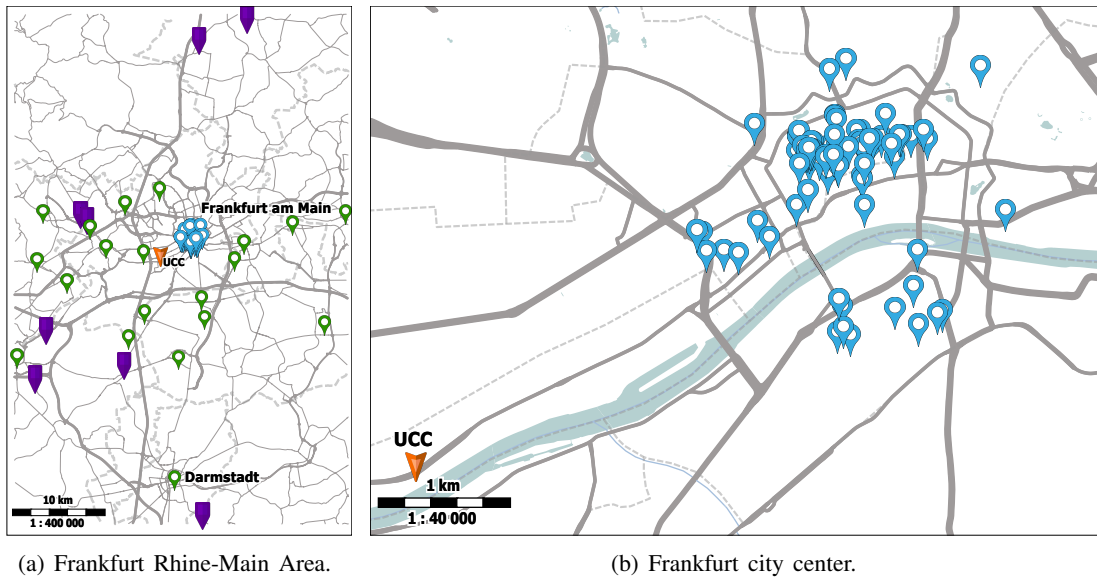 Frankfurt am Main
UCC
Darmstadt
10 km
1 : 400 000
UCC
1 km
1 : 40 000
(a) Frankfurt Rhine-Main Area.
(b) Frankfurt city center.